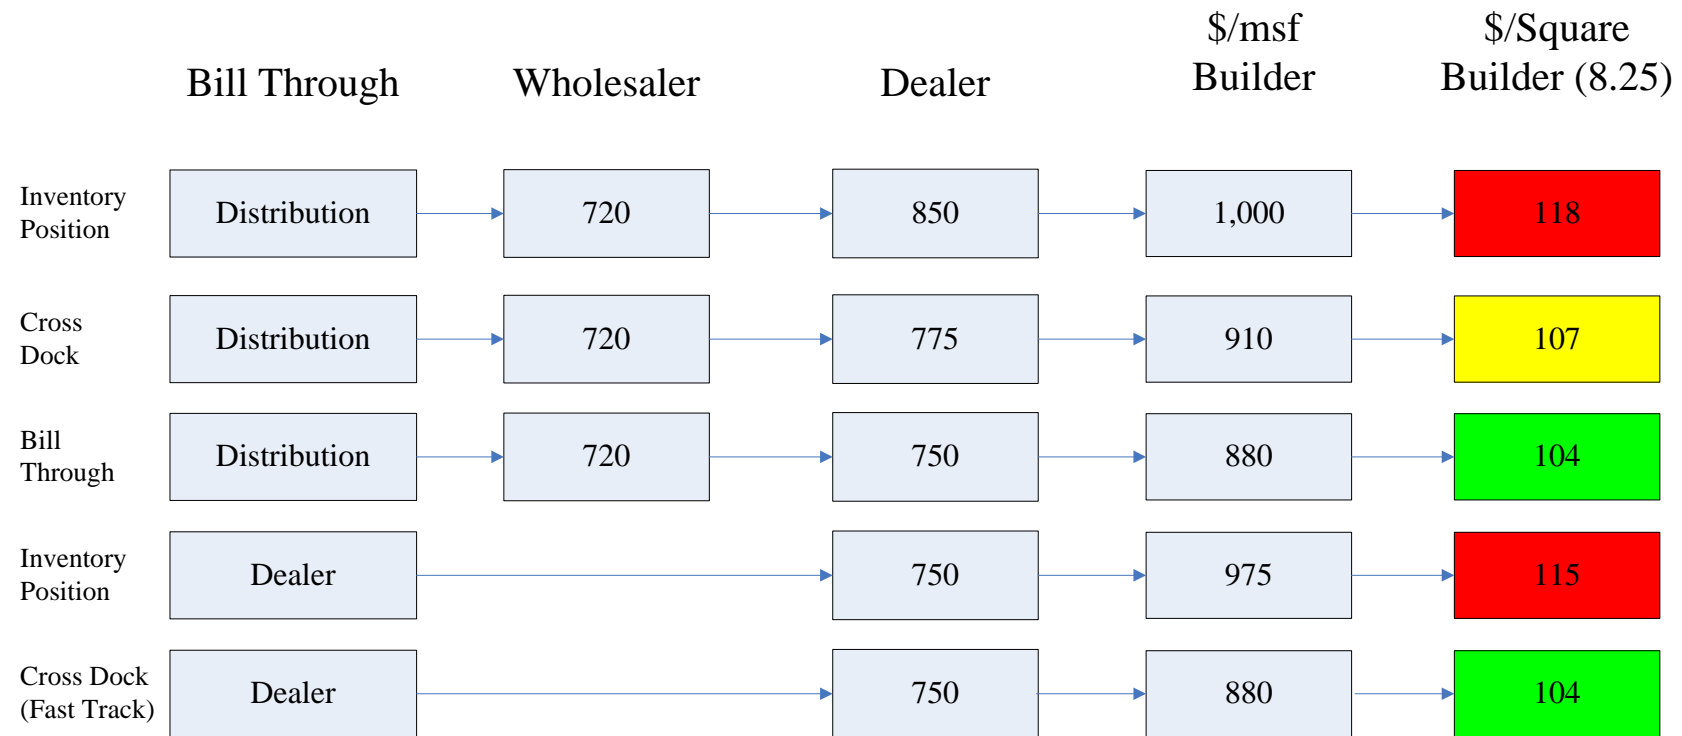 $/msf
Builder
$/Square
Builder (8.25)
Bill Through
Wholesaler
Dealer
Inventory
Position
Distribution
720
850
1,000
118
Cross
Dock
Distribution
720
775
910
107
Bill
Through
Distribution
720
750
880
104
Inventory
Position
Dealer
750
975
115
Cross Dock
(Fast Track)
Dealer
750
880
104